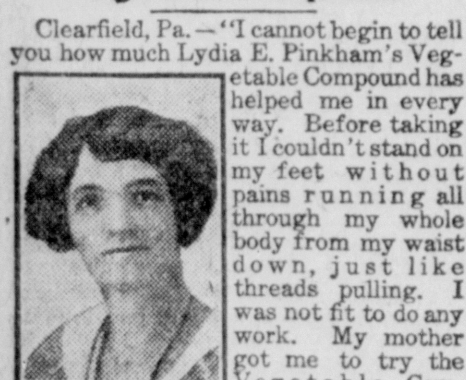 Clearfield, Pa.—"I cannot begin to tell
you how much Lydia E. Pinkham's Veg-
etable Compound has
helped me in every
way. Before taking
it I couldn't stand on
my feet without
pains running all
through my whole
body from my waist
down, just like
threads pulling. I
was not fit to do any
work. My mother
got me to try the